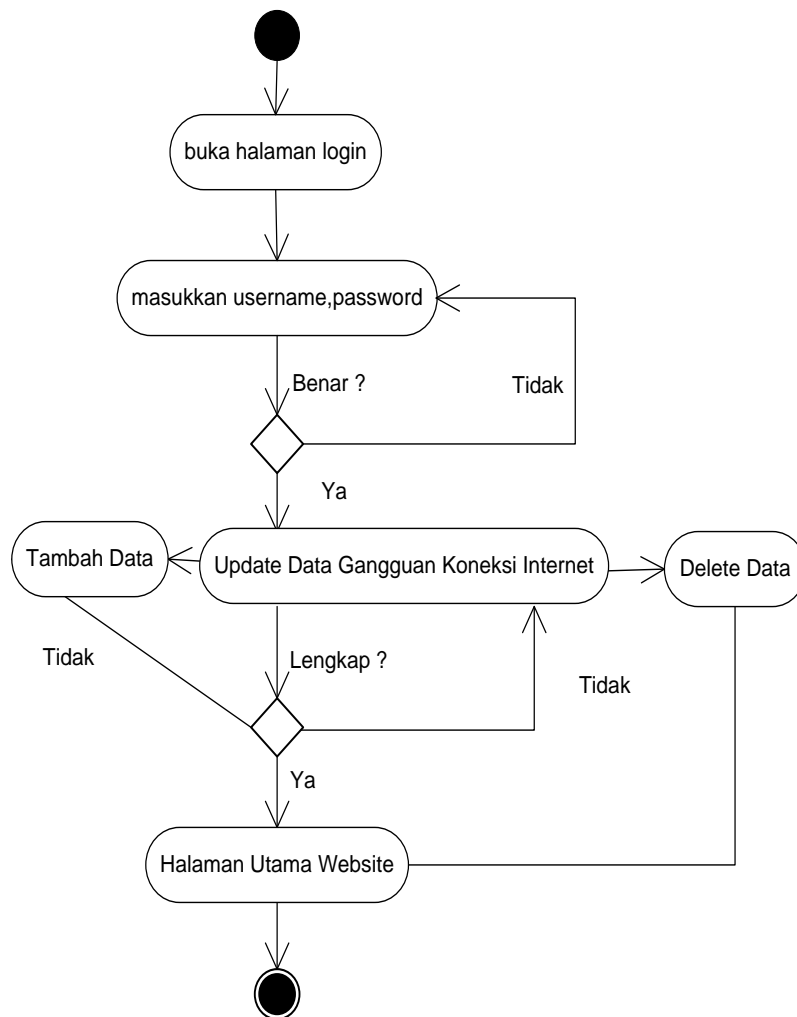 buka halaman login
masukkan username,password
Benar ?
Tidak
Ya
Tambah Data
Update Data Gangguan Koneksi Internet
Delete Data
Tidak
Lengkap ?
Tidak
Ya
Halaman Utama Website